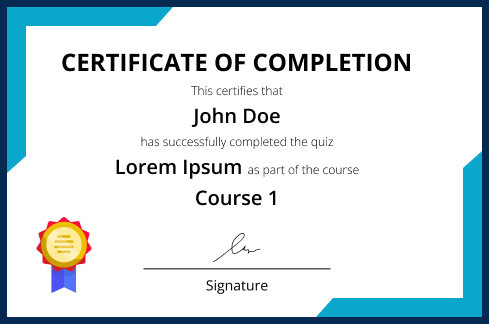 CERTIFICATE OF COMPLETION
This certifies that
John Doe
has successfully completed the quiz
Lorem Ipsum as part of the course
Course 1
Signature